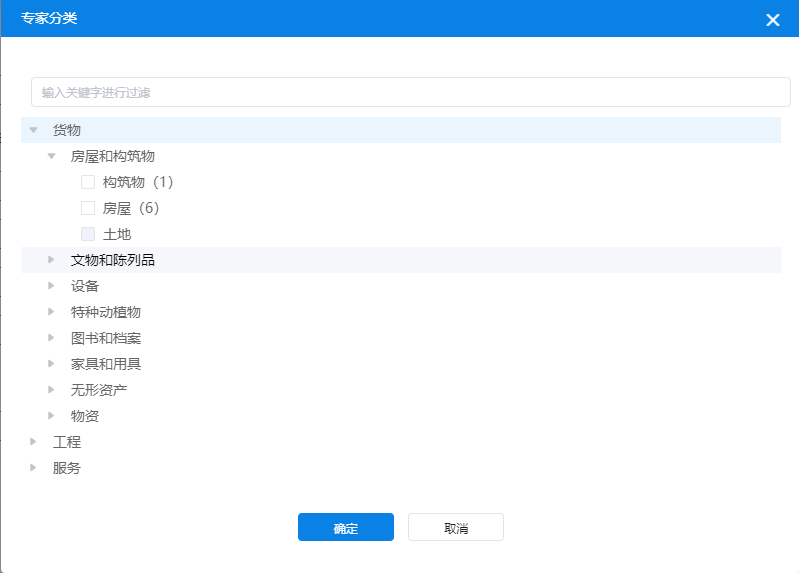 专家分类
输入关键字进行过滤
货物
房屋和构筑物
构筑物（1）
房屋（6）
土地
文物和陈列品
设备
特种动植物
图书和档案
家具和用具
无形资产
物资
工程
服务
确定
取消